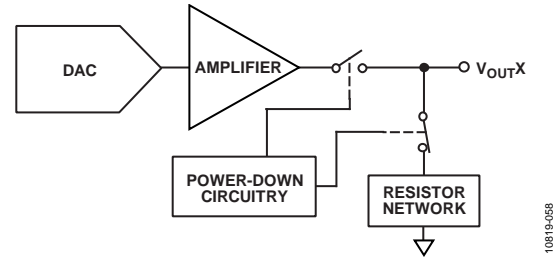 DAC
AMPLIFIER
VOUTX
POWER-DOWN
CIRCUITRY
RESISTOR
NETWORK
10819-058